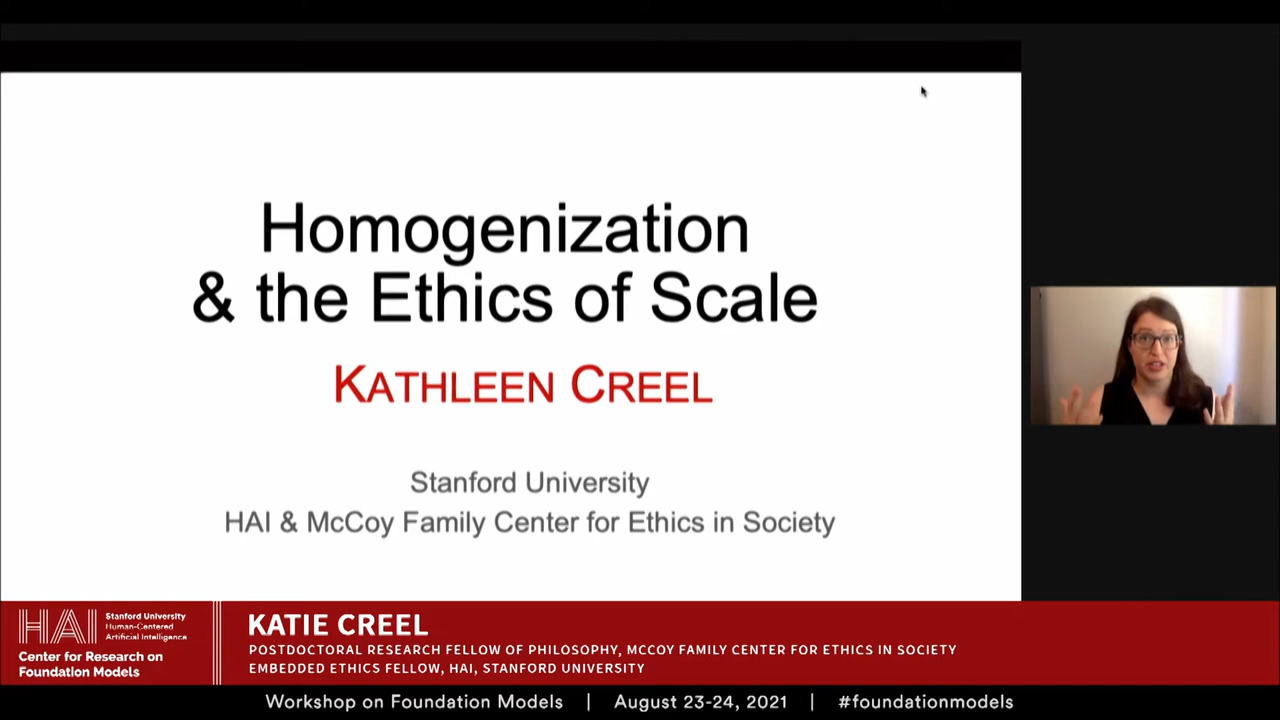 Homogenization
& the Ethics of Scale
KATHLEEN CREEL
Stanford University
HAI & McCoy Family Center for Ethics in Society
HAI
Stanford University
Human-Centered
Artificial Intelligence
Center for Research on
Foundation Models
KATIE CREEL
POSTDOCTORAL RESEARCH FELLOW OF PHILOSOPHY, MCCOY FAMILY CENTER FOR ETHICS IN SOCIETY
EMBEDDED ETHICS FELLOW, HAI, STANFORD UNIVERSITY
Workshop on Foundation Models | August 23-24, 2021 | #foundationmodels